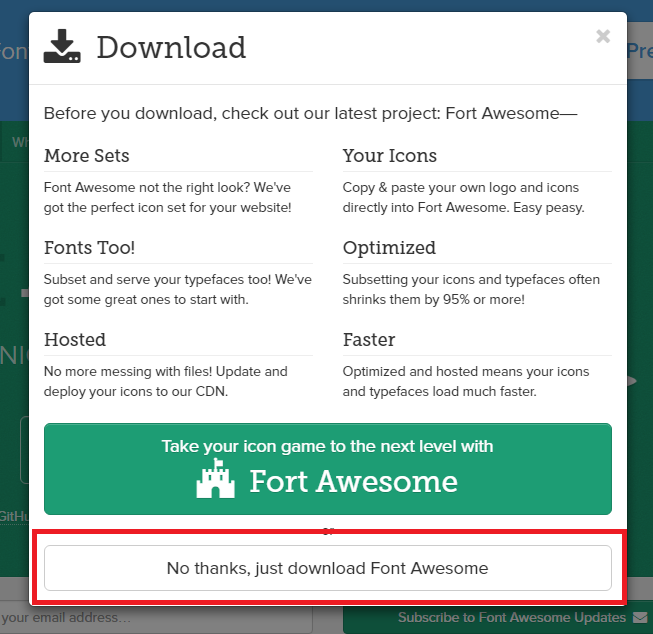 Download
×
Before you download, check out our latest project: Fort Awesome—
More Sets
Font Awesome not the right look? We've
got the perfect icon set for your website!
Your Icons
Copy & paste your own logo and icons
directly into Fort Awesome. Easy peasy.
Fonts Too!
Subset and serve your typefaces too! We've
got some great ones to start with.
Optimized
Subsetting your icons and typefaces often
shrinks them by 95% or more!
Hosted
No more messing with files! Update and
deploy your icons to our CDN.
Faster
Optimized and hosted means your icons
and typefaces load much faster.
Take your icon game to the next level with
Fort Awesome
or
No thanks, just download Font Awesome
your email address...
Subscribe to Font Awesome Updates